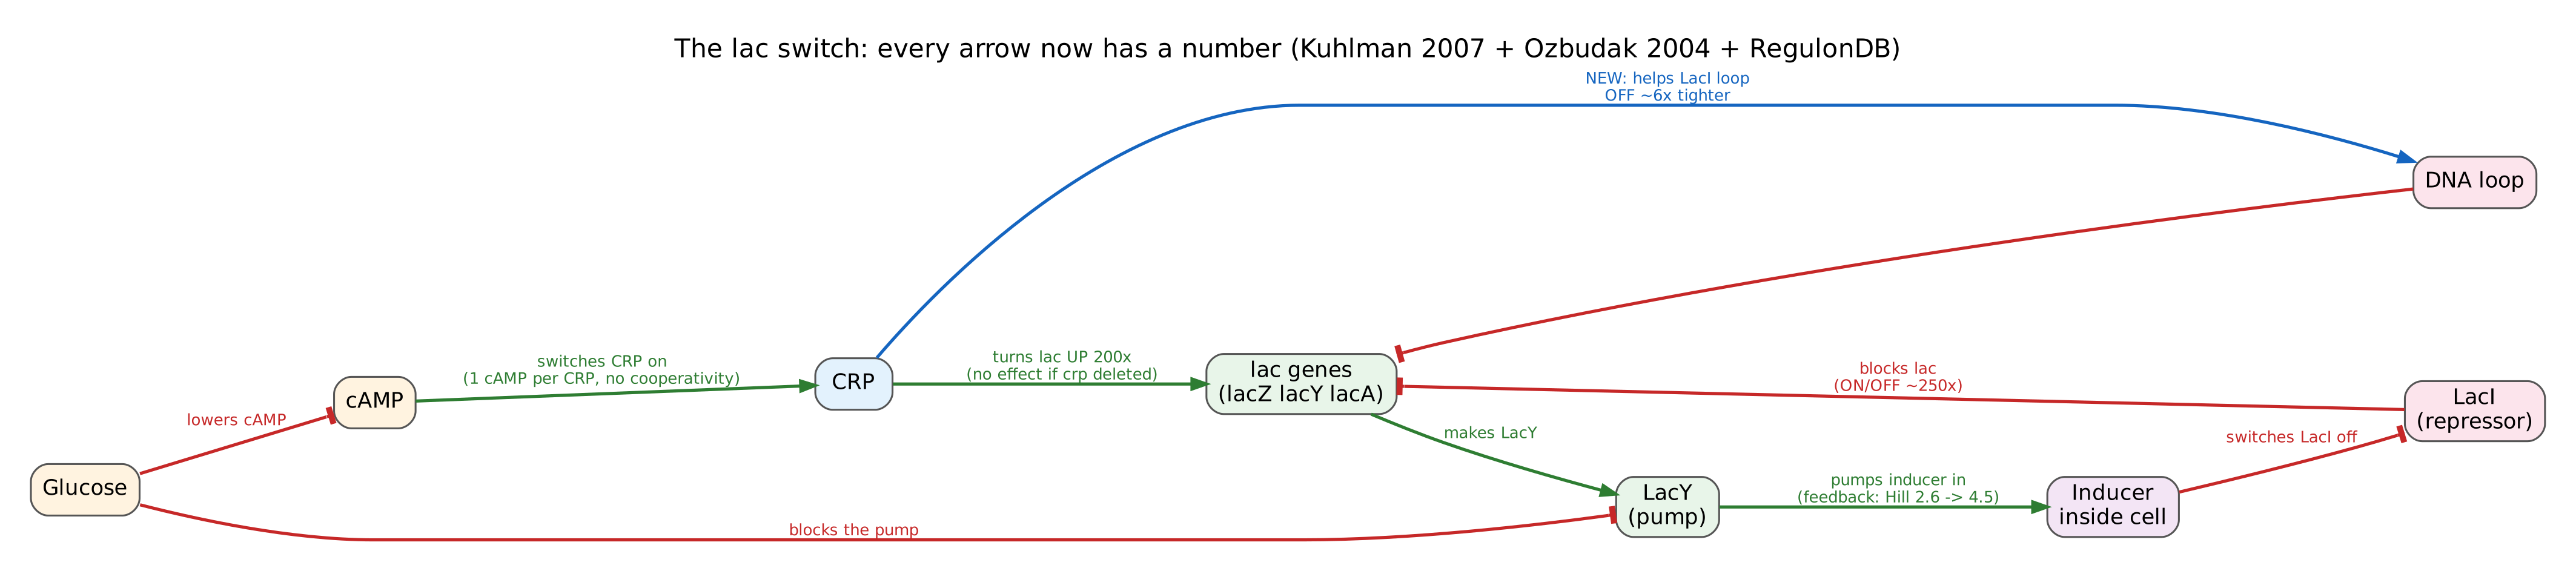 The lac switch: every arrow now has a number (Kuhlman 2007 + Ozbudak 2004 + RegulonDB)
NEW: helps LacI loop
OFF ~6x tighter
DNA loop
switches CRP on
(1 cAMP per CRP, no cooperativity)
turns lac UP 200x
(no effect if crp deleted)
blocks lac
(ON/OFF ~250x)
lowers cAMP
cAMP
CRP
lac genes
(lacZ lacY lacA)
LacI
(repressor)
makes LacY
switches LacI off
Glucose
blocks the pump
LacY
(pump)
pumps inducer in
(feedback: Hill 2.6 -> 4.5)
Inducer
inside cell